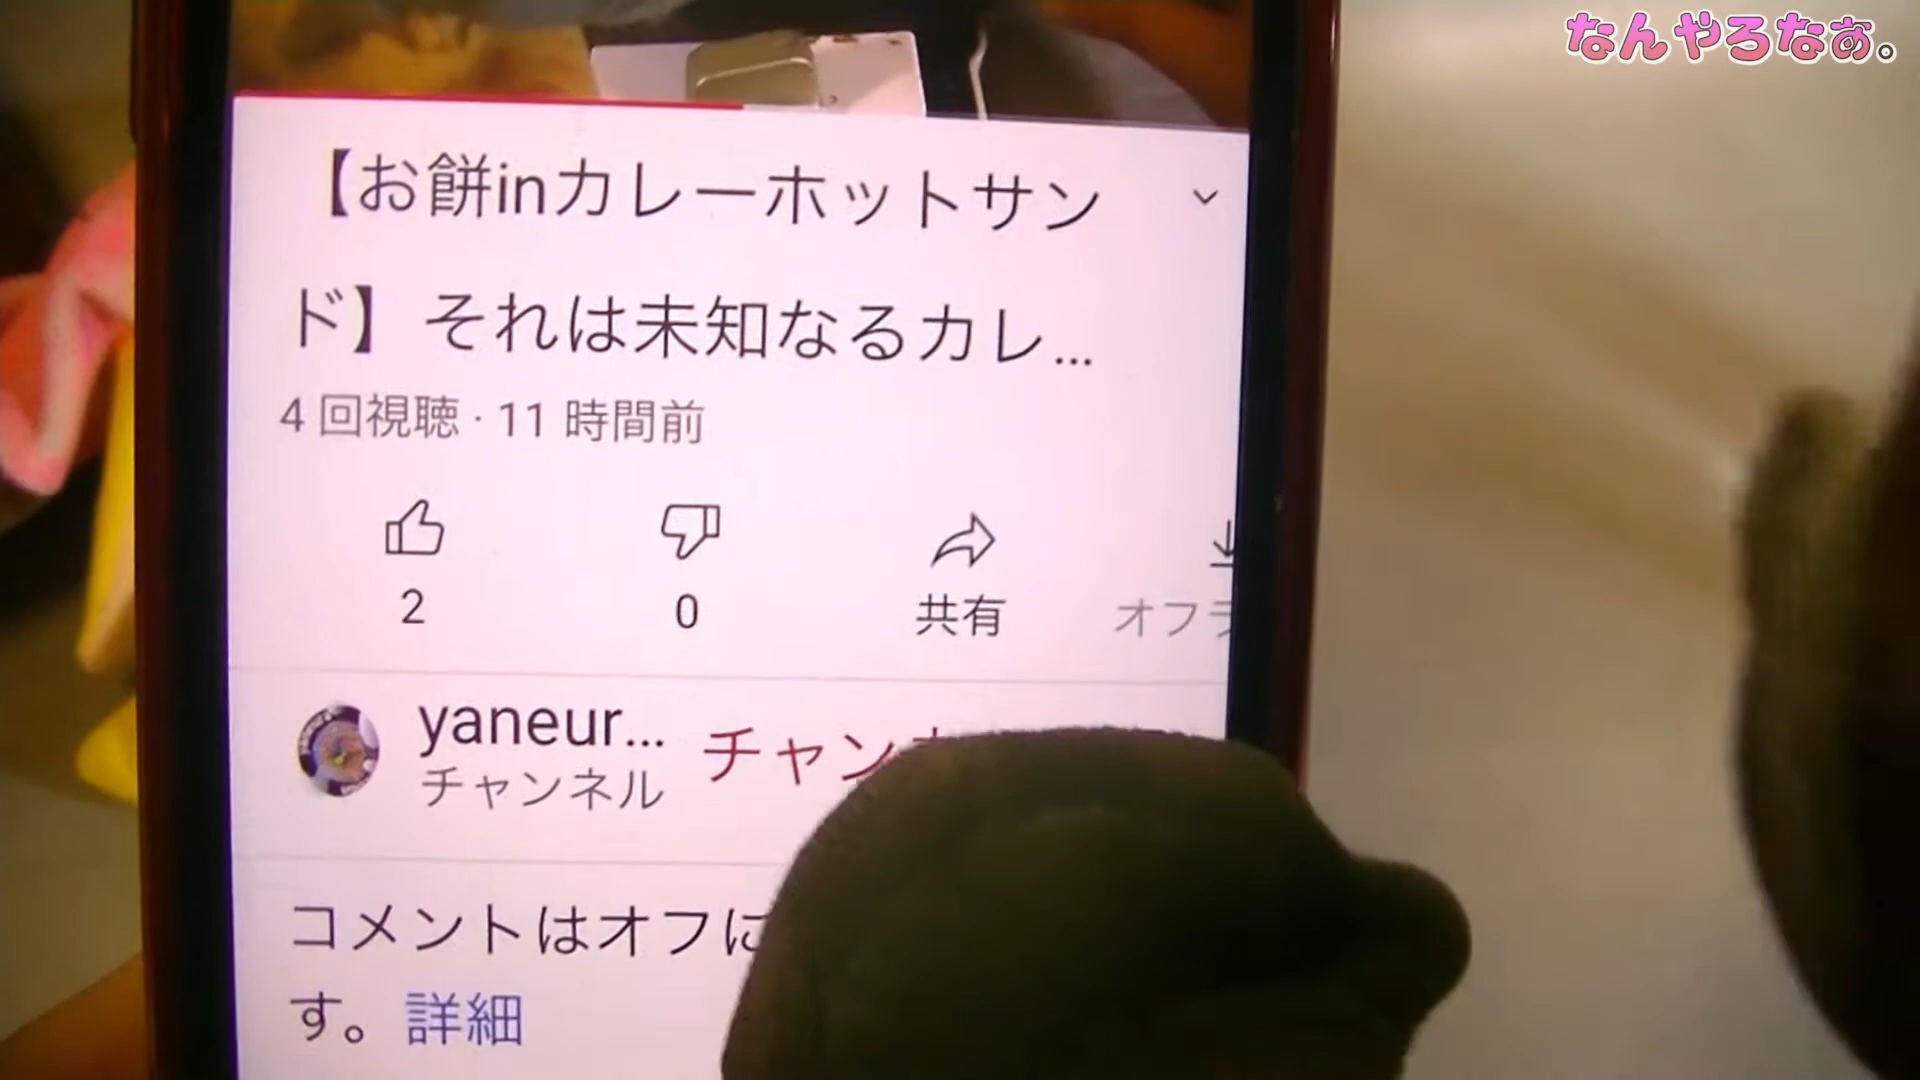 なんやろなぁ。
【お餅inカレーホットサン
ド】 それは未知なるカレ...
4 回視聴 · 11 時間前
2
0
共有
オフラ
yaneur...
チャン
チャンネル
コメントはオフに
す。詳細